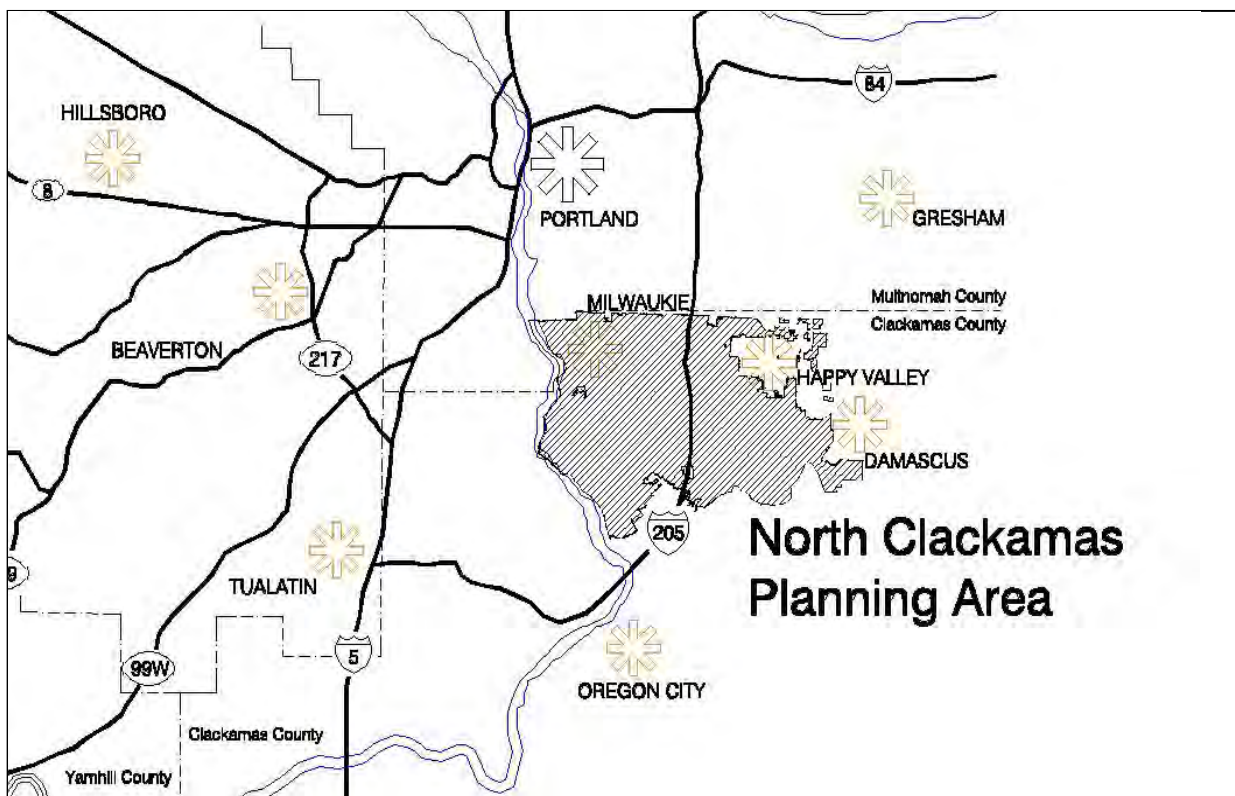 84
HILLSBORO
8
PORTLAND
GRESHAM
MILWAUKIE
Multnomah County
Clackamas County
BEAVERTON
217
HAPPY VALLEY
DAMASCUS
205
North Clackamas
Planning Area
9
TUALATIN
5
99W
OREGON CITY
Clackamas County
Yamhill County